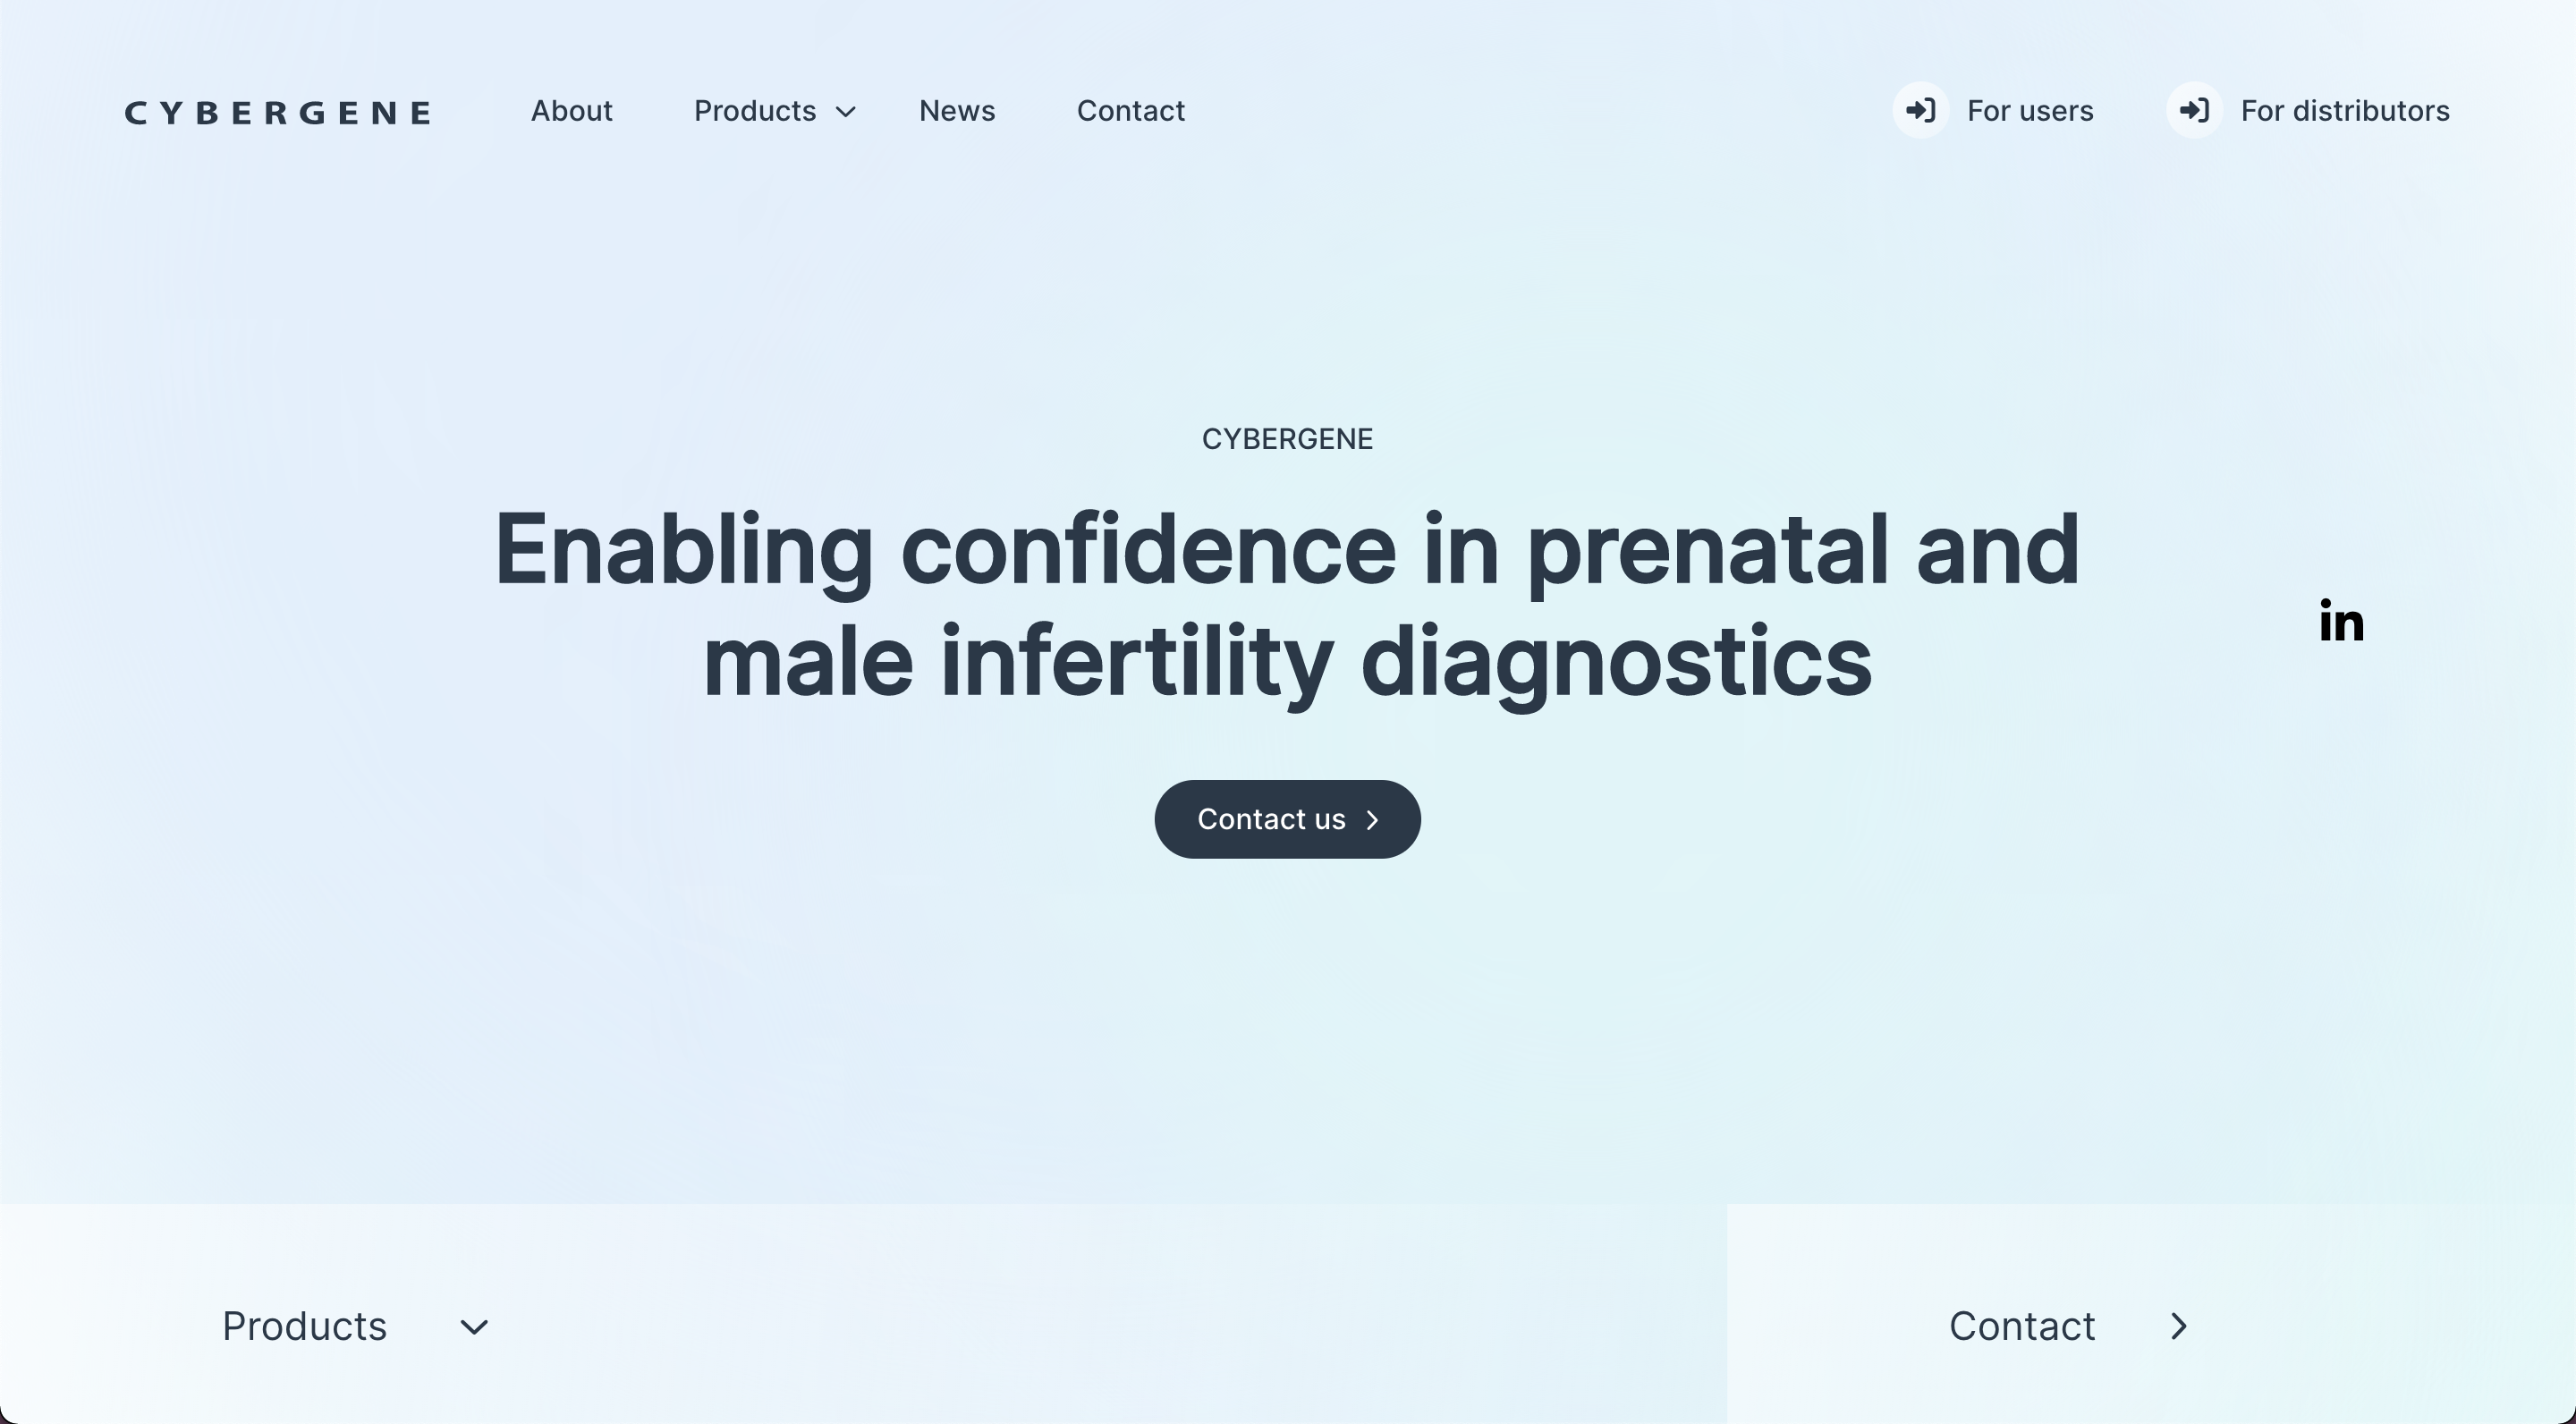 CYBERGENE
About
Products
News
Contact
For users
For distributors
CYBERGENE
Enabling confidence in prenatal and
male infertility diagnostics
in
Contact us
Products
Contact